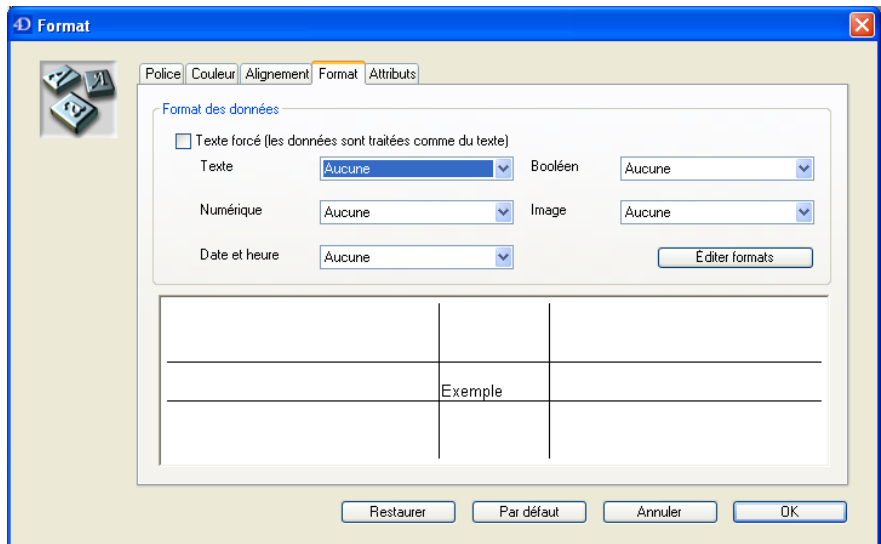 4D Format
Police Couleur Alignement Format Attributs
Format des données
Texte forcé (les données sont traitées comme du texte)
Texte Aucune Booléen Aucune
Numérique Aucune Image Aucune
Date et heure Aucune Éditer formats
Exemple
Restaurer Par défaut Annuler OK